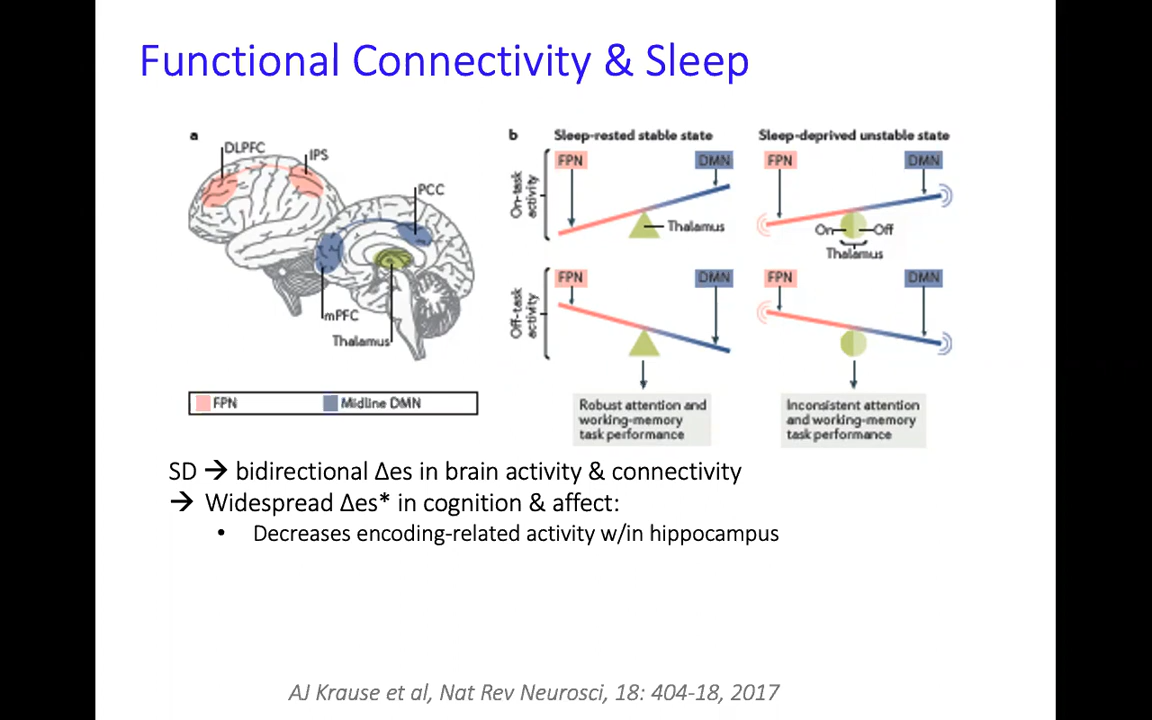 Functional Connectivity & Sleep
a
DLPFC
IPS
PCC
mPFC
Thalamus
FPN
Midline DMN
b
Sleep-rested stable state
Sleep-deprived unstable state
On-task
activity
FPN
DMN
Thalamus
FPN
DMN
On
Off
Thalamus
Off-task
activity
FPN
DMN
FPN
DMN
Robust attention and
working-memory
task performance
Inconsistent attention
and working-memory
task performance
SD → bidirectional Δes in brain activity & connectivity
→ Widespread Δes* in cognition & affect:
• Decreases encoding-related activity w/in hippocampus
AJ Krause et al, Nat Rev Neurosci, 18: 404-18, 2017